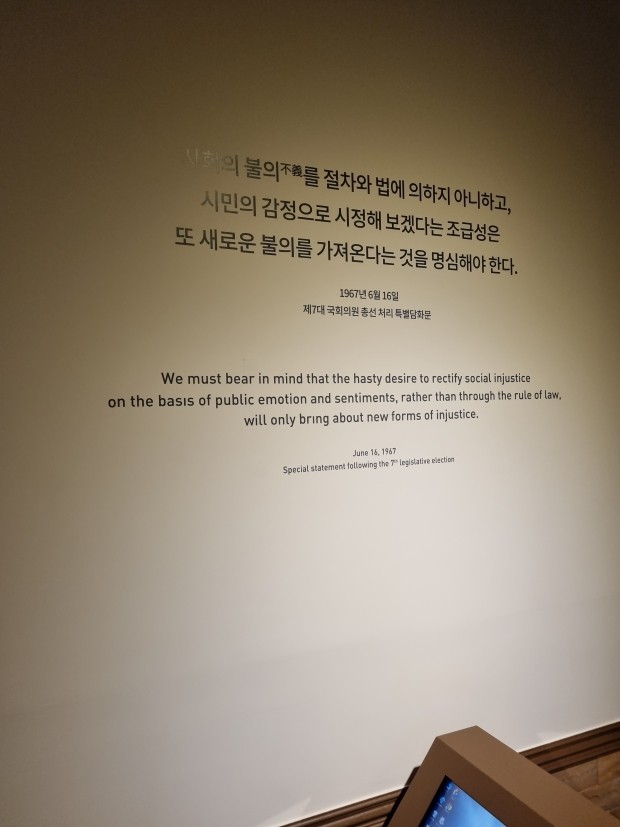 사회의 불의不義를 절차와 법에 의하지 아니하고,
시민의 감정으로 시정해 보겠다는 조급성은
또 새로운 불의를 가져온다는 것을 명심해야 한다.
1967년 6월 16일
제7대 국회의원 총선 처리 특별담화문
We must bear in mind that the hasty desire to rectify social injustice
on the basis of public emotion and sentiments, rather than through the rule of law,
will only bring about new forms of injustice.
June 16, 1967
Special statement following the 7th legislative election